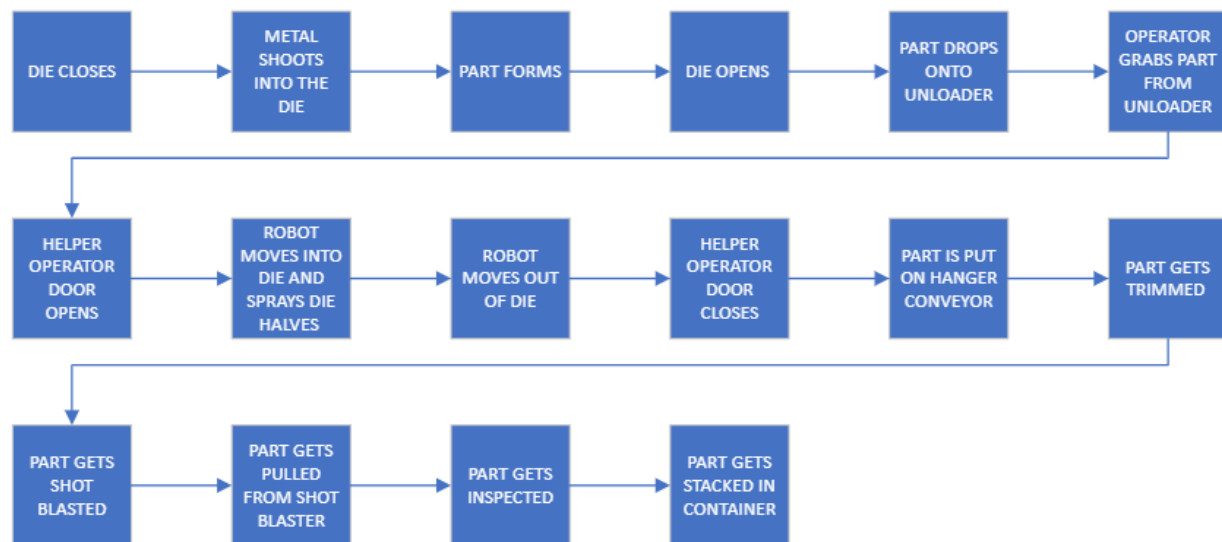 DIE CLOSES
METAL
SHOOTS
INTO THE
DIE
PART FORMS
DIE OPENS
PART DROPS
ONTO
UNLOADER
OPERATOR
GRABS PART
FROM
UNLOADER
HELPER
OPERATOR
DOOR
OPENS
ROBOT
MOVES INTO
DIE AND
SPRAYS DIE
HALVES
ROBOT
MOVES OUT
OF DIE
HELPER
OPERATOR
DOOR
CLOSES
PART IS PUT
ON HANGER
CONVEYOR
PART GETS
TRIMMED
PART GETS
SHOT
BLASTED
PART GETS
PULLED
FROM SHOT
BLASTER
PART GETS
INSPECTED
PART GETS
STACKED IN
CONTAINER